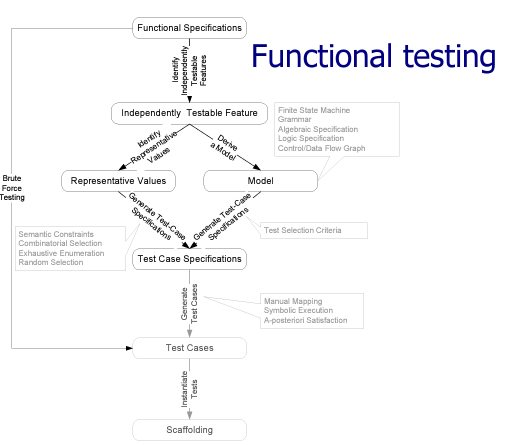 Functional Specifications
Functional testing
Identify
Independently
Testable
Features
Independently Testable Feature
Finite State Machine
Grammar
Algebraic Specification
Logic Specification
Control/Data Flow Graph
Identify
Representative
Values
Derive
a Model
Brute
Force
Testing
Representative Values
Model
Generate Test-Case
Specifications
Generate Test-Case
Specifications
Semantic Constraints
Combinatorial Selection
Exhaustive Enumeration
Random Selection
Test Selection Criteria
Test Case Specifications
Generate
Test Cases
Manual Mapping
Symbolic Execution
A-posteriori Satisfaction
Test Cases
Instantiate
Tests
Scaffolding